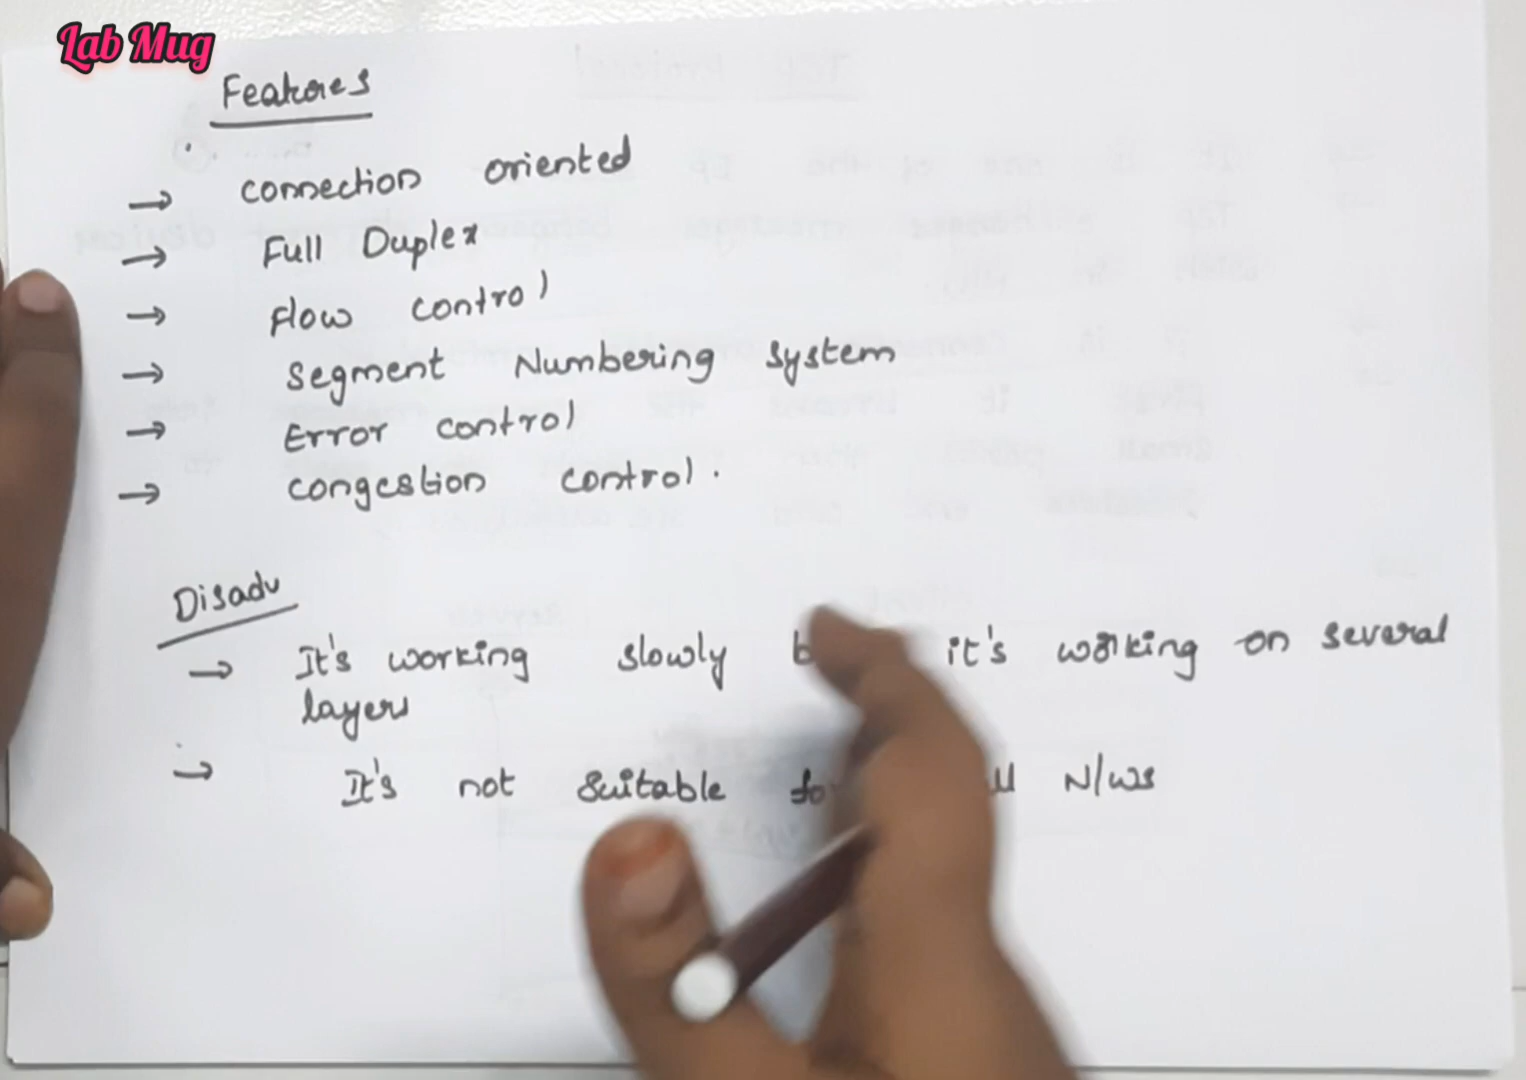 Lab Mug
Features
→ connection oriented
→ Full Duplex
→ Flow control
→ Segment Numbering system
→ Error control
→ congestion control.
Disadv
→ It's working slowly it's working on several
layers
→ It's not suitable N/ws